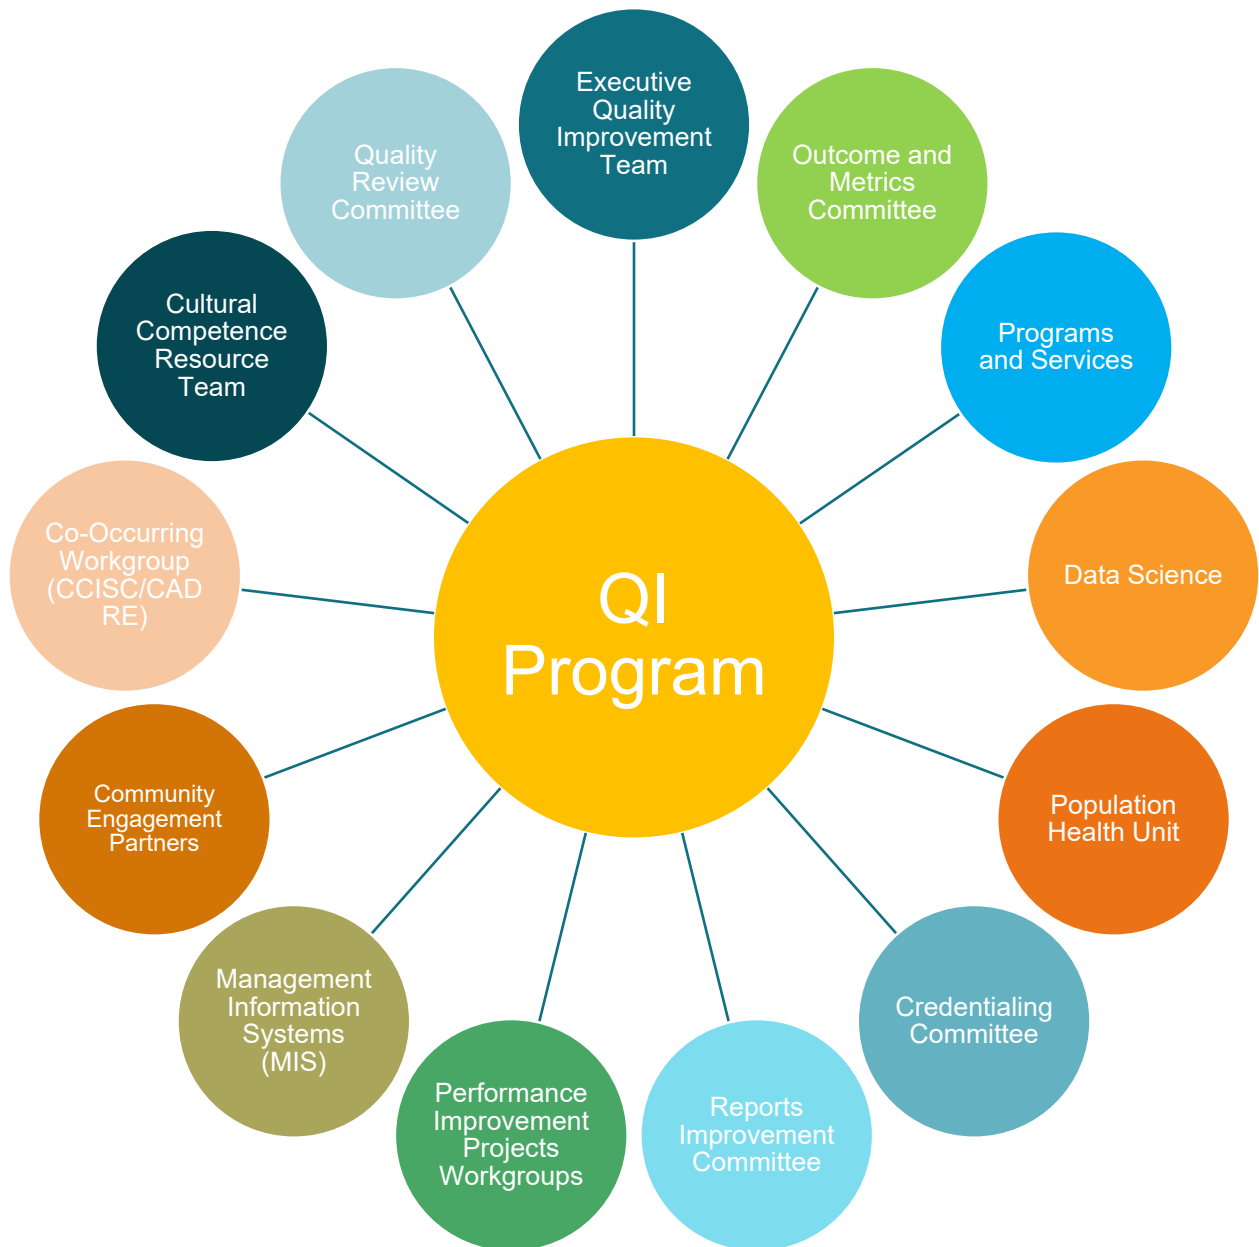 Executive
Quality
Improvement
Team
Outcome and
Metrics
Committee
Programs
and Services
Data Science
Population
Health Unit
Credentialing
Committee
Reports
Improvement
Committee
Performance
Improvement
Projects
Workgroups
Management
Information
Systems
(MIS)
Community
Engagement
Partners
Co-Occurring
Workgroup
(CCISC/CAD
RE)
Cultural
Competence
Resource
Team
Quality
Review
Committee
QI
Program